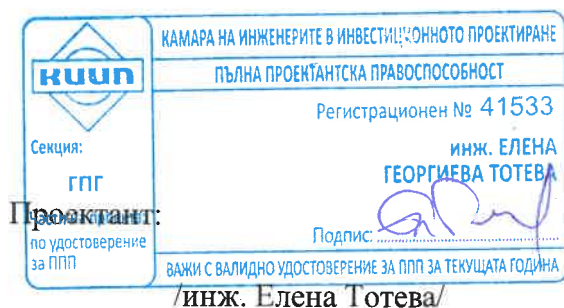 КАМАРА НА ИНЖЕНЕРИТЕ В ИНВЕСТИЦИОННОТО ПРОЕКТИРАНЕ
КИИП
ПЪЛНА ПРОЕКТАНТСКА ПРАВОСПОСОБНОСТ
Регистрационен № 41533
Секция:
ГПГ
инж. ЕЛЕНА
ГЕОРГИЕВА ТОТЕВА
Проектант:
по удостоверение
за ППП
Подпис:
ВАЖИ С ВАЛИДНО УДОСТОВЕРЕНИЕ ЗА ППП ЗА ТЕКУЩАТА ГОДИНА
/инж. Елена Тотева/